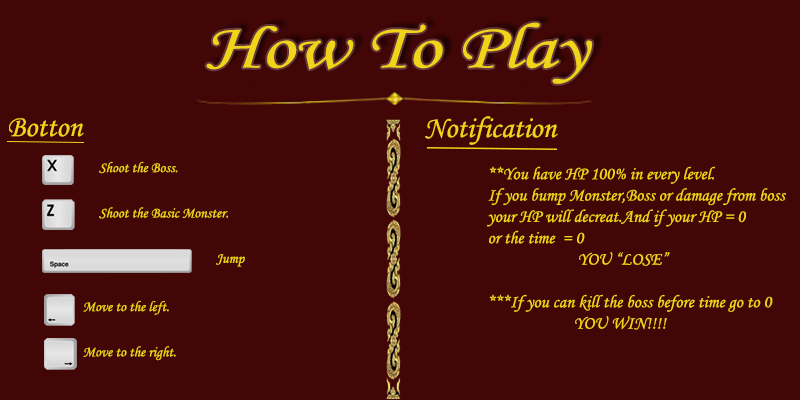 How To Play
Botton
X
Shoot the Boss.
Z
Shoot the Basic Monster.
Space
Jump
←
Move to the left.
→
Move to the right.
Notification
**You have HP 100% in every level.
If you bump Monster,Boss or damage from boss
your HP will decreat.And if your HP = 0
or the time = 0
YOU “LOSE”
***If you can kill the boss before time go to 0
YOU WIN!!!!